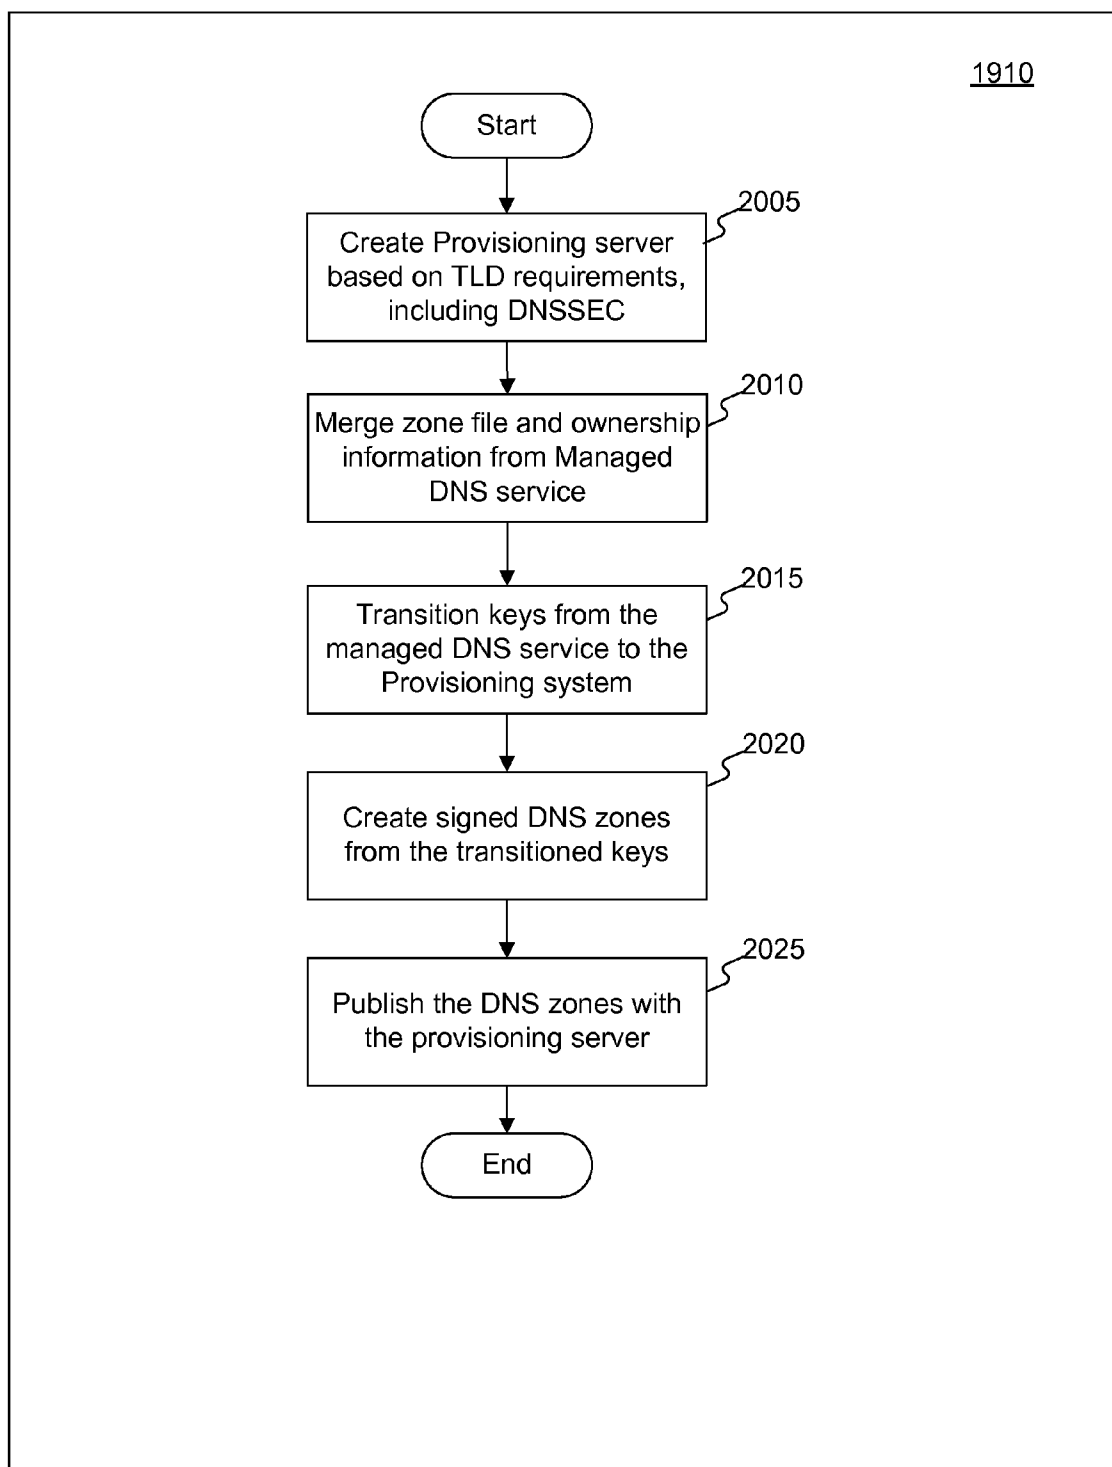 1910
Start
2005
Create Provisioning server
based on TLD requirements,
including DNSSEC
2010
Merge zone file and ownership
information from Managed
DNS service
2015
Transition keys from the
managed DNS service to the
Provisioning system
2020
Create signed DNS zones
from the transitioned keys
2025
Publish the DNS zones with
the provisioning server
End